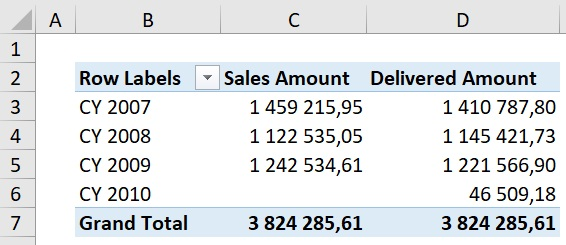 A B C D
1
2 Row Labels Sales Amount Delivered Amount
3 CY 2007 1 459 215,95 1 410 787,80
4 CY 2008 1 122 535,05 1 145 421,73
5 CY 2009 1 242 534,61 1 221 566,90
6 CY 2010 46 509,18
7 Grand Total 3 824 285,61 3 824 285,61